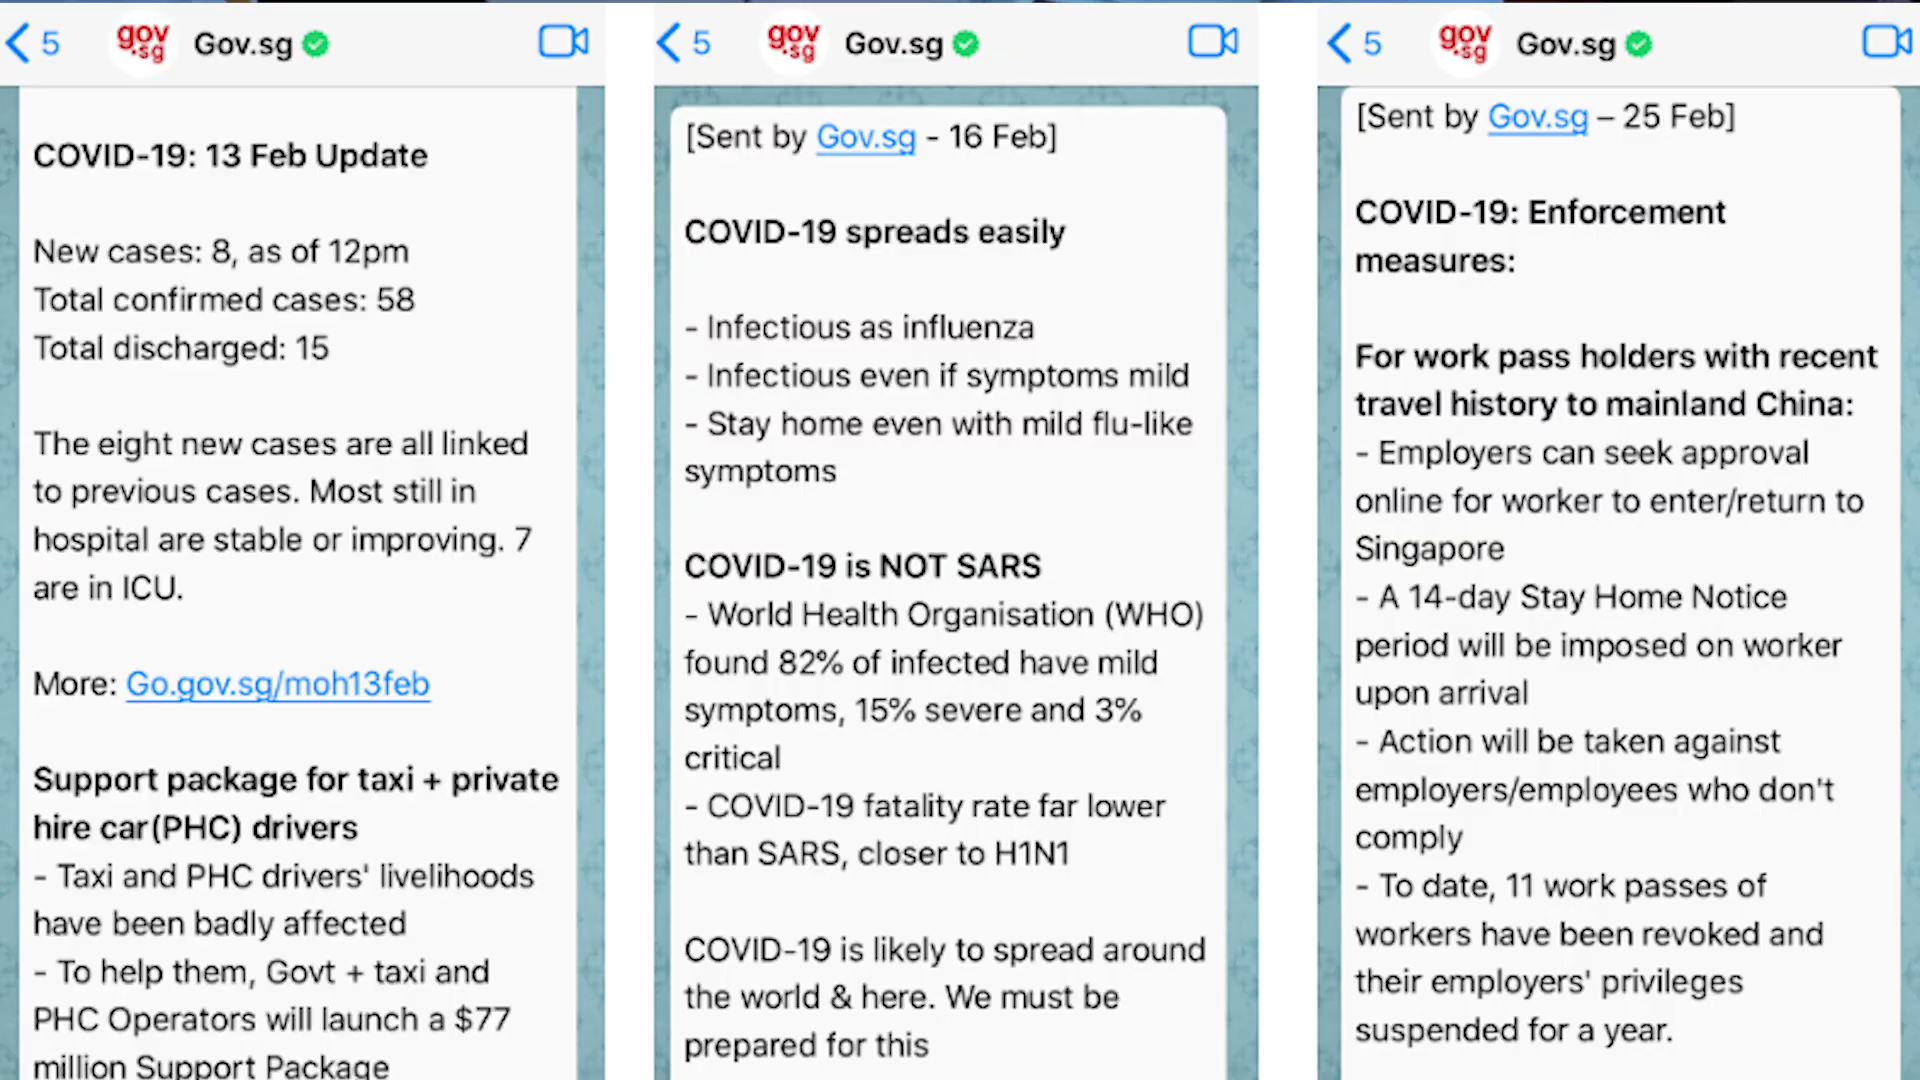 5
gov
.sg
Gov.sg
COVID-19: 13 Feb Update
New cases: 8, as of 12pm
Total confirmed cases: 58
Total discharged: 15
The eight new cases are all linked
to previous cases. Most still in
hospital are stable or improving. 7
are in ICU.
More: Go.gov.sg/moh13feb
Support package for taxi + private
hire car(PHC) drivers
- Taxi and PHC drivers' livelihoods
have been badly affected
- To help them, Govt + taxi and
PHC Operators will launch a $77
million Support Package
5
gov
.sg
Gov.sg
[Sent by Gov.sg - 16 Feb]
COVID-19 spreads easily
- Infectious as influenza
- Infectious even if symptoms mild
- Stay home even with mild flu-like
symptoms
COVID-19 is NOT SARS
- World Health Organisation (WHO)
found 82% of infected have mild
symptoms, 15% severe and 3%
critical
- COVID-19 fatality rate far lower
than SARS, closer to H1N1
COVID-19 is likely to spread around
the world & here. We must be
prepared for this
5
gov
.sg
Gov.sg
[Sent by Gov.sg – 25 Feb]
COVID-19: Enforcement
measures:
For work pass holders with recent
travel history to mainland China:
- Employers can seek approval
online for worker to enter/return to
Singapore
- A 14-day Stay Home Notice
period will be imposed on worker
upon arrival
- Action will be taken against
employers/employees who don't
comply
- To date, 11 work passes of
workers have been revoked and
their employers' privileges
suspended for a year.